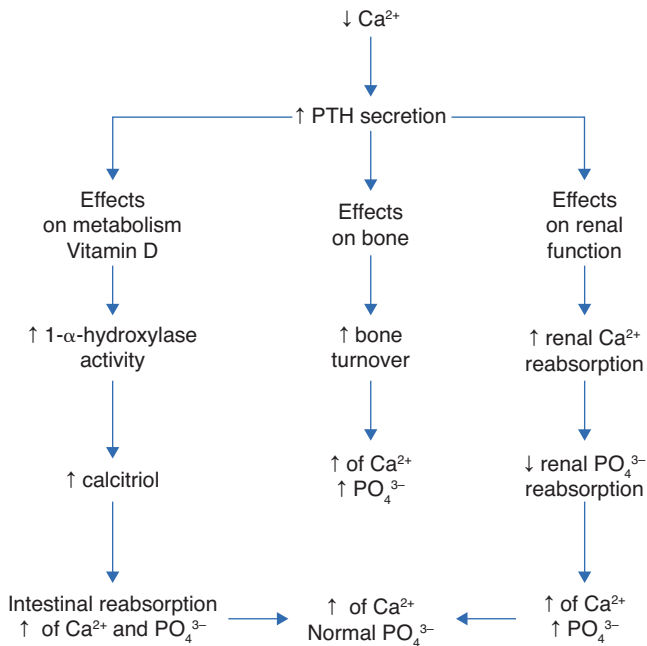 ↓ Ca²⁺
↑ PTH secretion
Effects
on metabolism
Vitamin D
Effects
on bone
Effects
on renal
function
↑ 1-α-hydroxylase
activity
↑ bone
turnover
↑ renal Ca²⁺
reabsorption
↑ calcitriol
↑ of Ca²⁺
↑ PO₄³⁻
↓ renal PO₄³⁻
reabsorption
Intestinal reabsorption
↑ of Ca²⁺ and PO₄³⁻
↑ of Ca²⁺
Normal PO₄³⁻
↑ of Ca²⁺
↑ PO₄³⁻